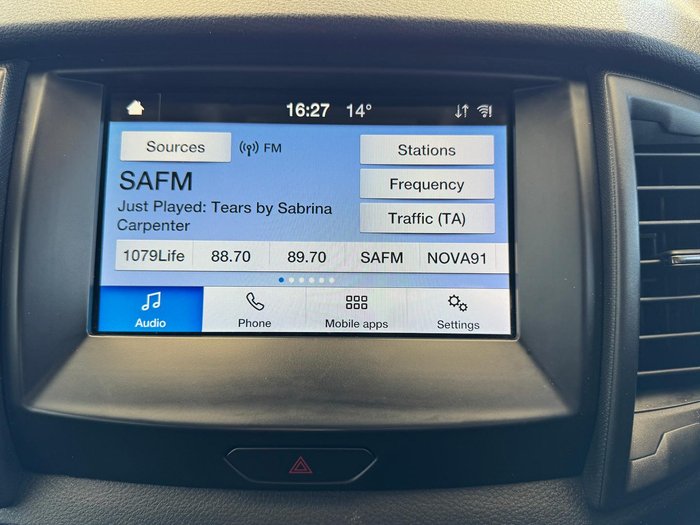 16:27 14°
Sources FM Stations
SAFM
Frequency
Just Played: Tears by Sabrina
Carpenter
Traffic (TA)
1079Life 88.70 89.70 SAFM NOVA91
Audio Phone Mobile apps Settings